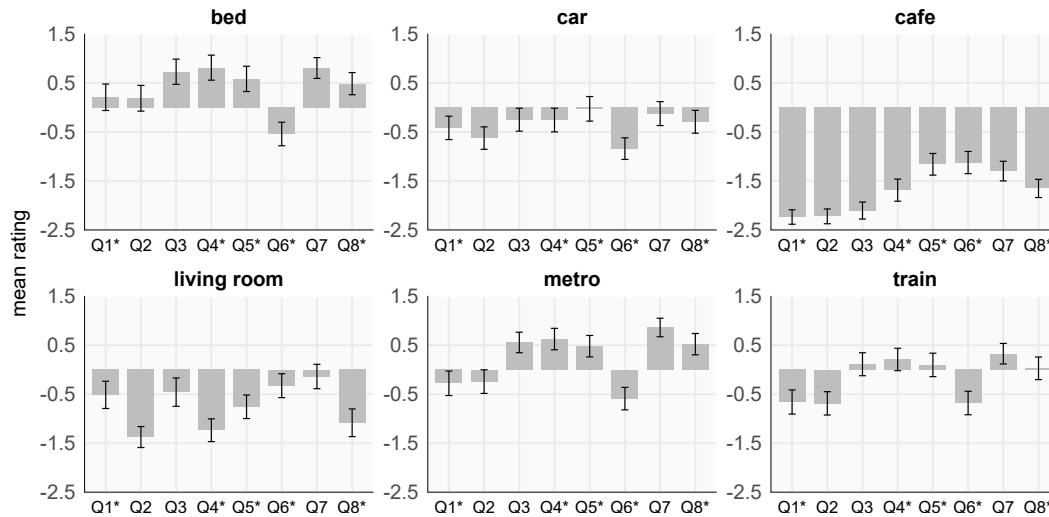 bed car cafe
1.5 1.5 1.5
0.5 0.5 0.5
-0.5 -0.5 -0.5
-1.5 -1.5 -1.5
-2.5 -2.5 -2.5
Q1* Q2 Q3 Q4* Q5* Q6* Q7 Q8* Q1* Q2 Q3 Q4* Q5* Q6* Q7 Q8* Q1* Q2 Q3 Q4* Q5* Q6* Q7 Q8*
mean rating
living room metro train
1.5 1.5 1.5
0.5 0.5 0.5
-0.5 -0.5 -0.5
-1.5 -1.5 -1.5
-2.5 -2.5 -2.5
Q1* Q2 Q3 Q4* Q5* Q6* Q7 Q8* Q1* Q2 Q3 Q4* Q5* Q6* Q7 Q8* Q1* Q2 Q3 Q4* Q5* Q6* Q7 Q8*